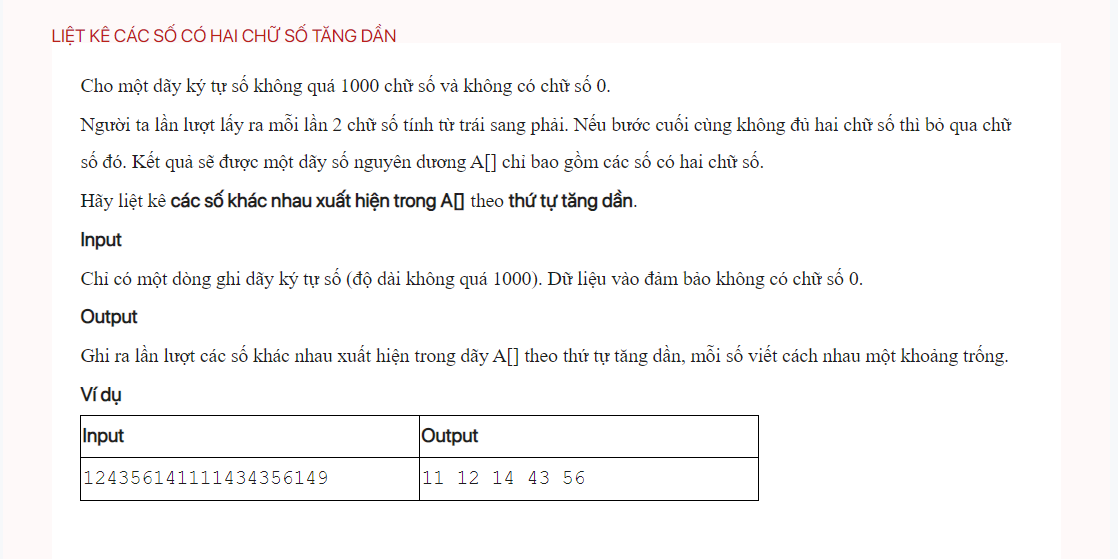 LIỆT KÊ CÁC SỐ CÓ HAI CHỮ SỐ TĂNG DẦN
Cho một dãy ký tự số không quá 1000 chữ số và không có chữ số 0.
Người ta lần lượt lấy ra mỗi lần 2 chữ số tính từ trái sang phải. Nếu bước cuối cùng không đủ hai chữ số thì bỏ qua chữ
số đó. Kết quả sẽ được một dãy số nguyên dương A[] chỉ bao gồm các số có hai chữ số.
Hãy liệt kê các số khác nhau xuất hiện trong A[] theo thứ tự tăng dần.
Input
Chỉ có một dòng ghi dãy ký tự số (độ dài không quá 1000). Dữ liệu vào đảm bảo không có chữ số 0.
Output
Ghi ra lần lượt các số khác nhau xuất hiện trong dãy A[] theo thứ tự tăng dần, mỗi số viết cách nhau một khoảng trống.
Ví dụ
Input Output
124356141111434356149 11 12 14 43 56